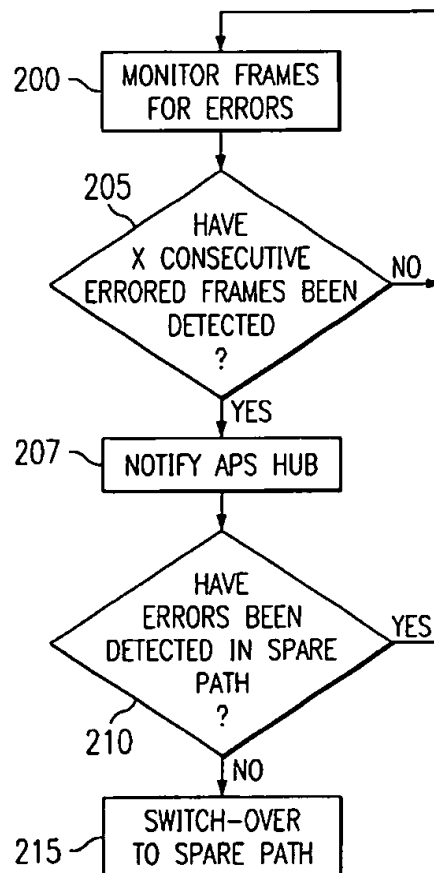 200
MONITOR FRAMES
FOR ERRORS
205
HAVE
X CONSECUTIVE
ERRORED FRAMES BEEN
DETECTED
?
NO
YES
207
NOTIFY APS HUB
HAVE
ERRORS BEEN
DETECTED IN SPARE
PATH
?
YES
210
NO
215
SWITCH-OVER
TO SPARE PATH